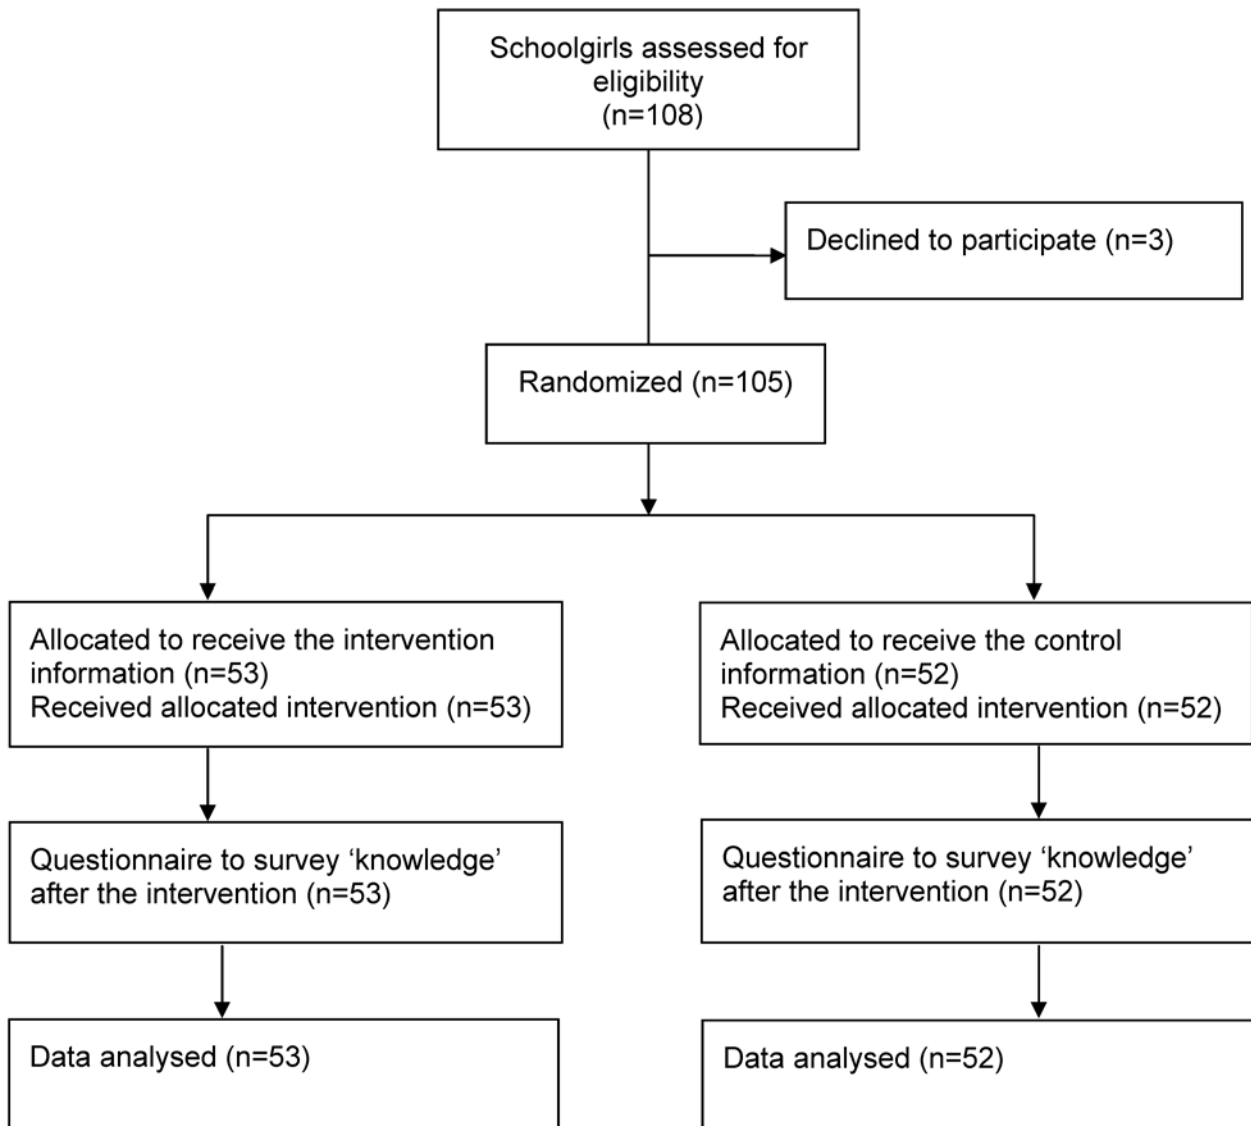 Schoolgirls assessed for
eligibility
(n=108)
Declined to participate (n=3)
Randomized (n=105)
Allocated to receive the intervention
information (n=53)
Received allocated intervention (n=53)
Allocated to receive the control
information (n=52)
Received allocated intervention (n=52)
Questionnaire to survey ‘knowledge’
after the intervention (n=53)
Questionnaire to survey ‘knowledge’
after the intervention (n=52)
Data analysed (n=53)
Data analysed (n=52)